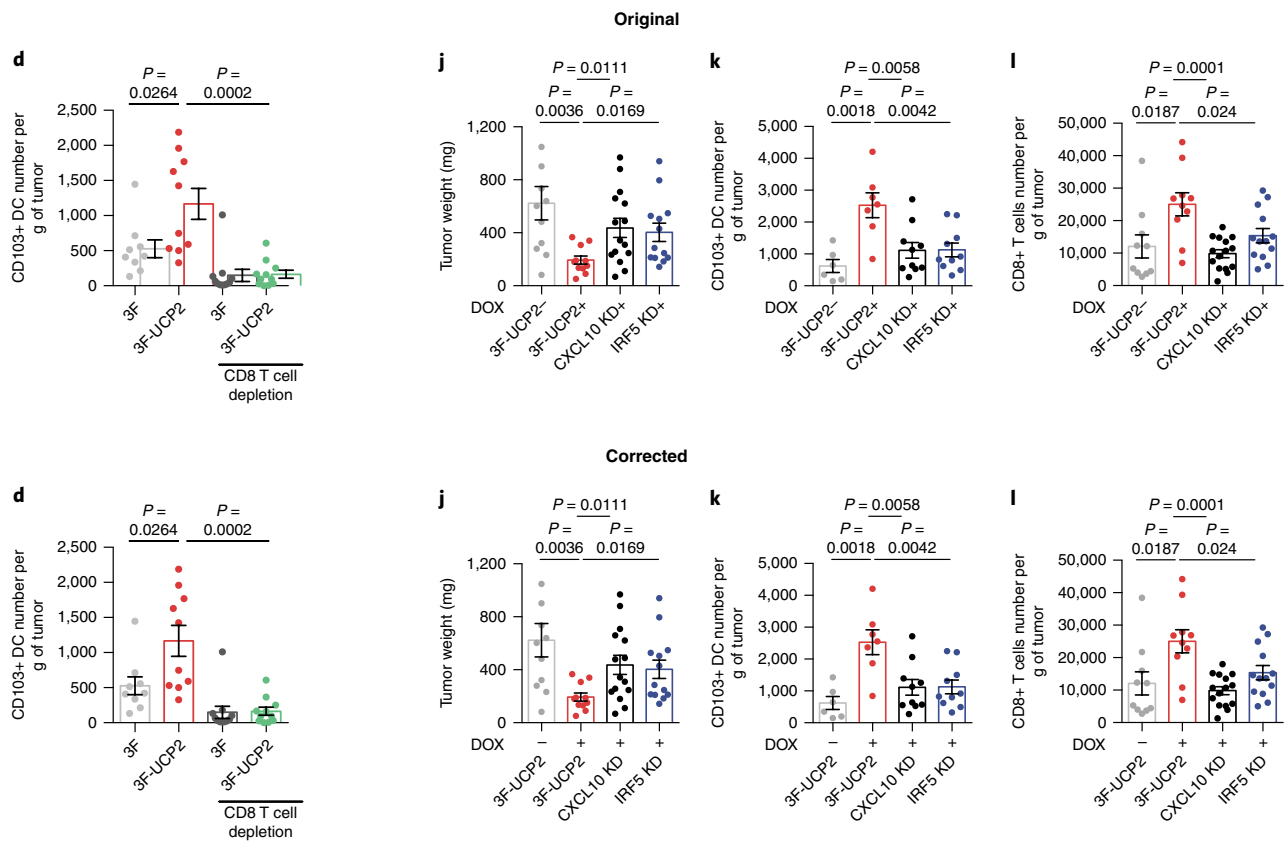 Original
d
P =
0.0264
P =
0.0002
CD103+ DC number per
g of tumor
2,500
2,000
1,500
1,000
500
0
3F
3F-UCP2
3F
3F-UCP2
CD8 T cell
depletion
j
P = 0.0111
P =
0.0036
P =
0.0169
Tumor weight (mg)
1,200
800
400
0
DOX
3F-UCP2–
3F-UCP2+
CXCL10 KD+
IRF5 KD+
k
P = 0.0058
P =
0.0018
P =
0.0042
CD103+ DC number per
g of tumor
5,000
4,000
3,000
2,000
1,000
0
DOX
3F-UCP2–
3F-UCP2+
CXCL10 KD+
IRF5 KD+
l
P = 0.0001
P =
0.0187
P =
0.024
CD8+ T cells number per
g of tumor
50,000
40,000
30,000
20,000
10,000
0
DOX
3F-UCP2–
3F-UCP2+
CXCL10 KD+
IRF5 KD+
Corrected
d
P =
0.0264
P =
0.0002
CD103+ DC number per
g of tumor
2,500
2,000
1,500
1,000
500
0
3F
3F-UCP2
3F
3F-UCP2
CD8 T cell
depletion
j
P = 0.0111
P =
0.0036
P =
0.0169
Tumor weight (mg)
1,200
800
400
0
DOX – + + +
3F-UCP2
3F-UCP2
CXCL10 KD
IRF5 KD
k
P = 0.0058
P =
0.0018
P =
0.0042
CD103+ DC number per
g of tumor
5,000
4,000
3,000
2,000
1,000
0
DOX – + + +
3F-UCP2
3F-UCP2
CXCL10 KD
IRF5 KD
l
P = 0.0001
P =
0.0187
P =
0.024
CD8+ T cells number per
g of tumor
50,000
40,000
30,000
20,000
10,000
0
DOX – + + +
3F-UCP2
3F-UCP2
CXCL10 KD
IRF5 KD